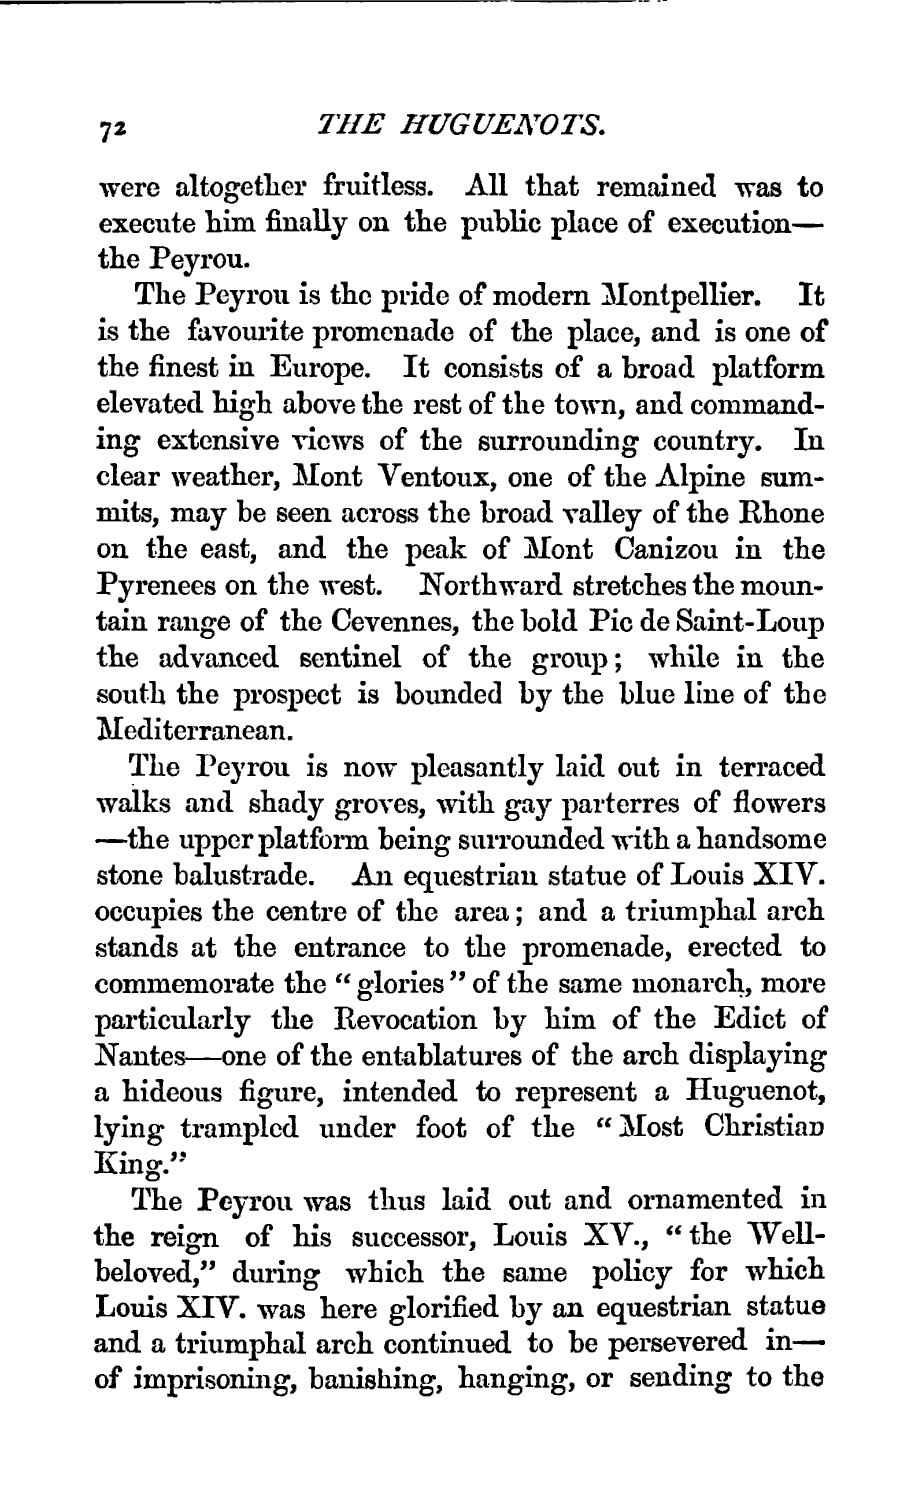 72 THE HUGUENOTS.
were altogether fruitless. All that remained was to
execute him finally on the public place of execution—
the Peyrou.
The Peyrou is the pride of modern Montpellier. It
is the favourite promenade of the place, and is one of
the finest in Europe. It consists of a broad platform
elevated high above the rest of the town, and command-
ing extensive views of the surrounding country. In
clear weather, Mont Ventoux, one of the Alpine sum-
mits, may be seen across the broad valley of the Rhone
on the east, and the peak of Mont Canizou in the
Pyrenees on the west. Northward stretches the moun-
tain range of the Cevennes, the bold Pic de Saint-Loup
the advanced sentinel of the group; while in the
south the prospect is bounded by the blue line of the
Mediterranean.
The Peyrou is now pleasantly laid out in terraced
walks and shady groves, with gay parterres of flowers
—the upper platform being surrounded with a handsome
stone balustrade. An equestrian statue of Louis XIV.
occupies the centre of the area; and a triumphal arch
stands at the entrance to the promenade, erected to
commemorate the "glories" of the same monarch, more
particularly the Revocation by him of the Edict of
Nantes—one of the entablatures of the arch displaying
a hideous figure, intended to represent a Huguenot,
lying trampled under foot of the "Most Christian
King."
The Peyrou was thus laid out and ornamented in
the reign of his successor, Louis XV., "the Well-
beloved," during which the same policy for which
Louis XIV. was here glorified by an equestrian statue
and a triumphal arch continued to be persevered in—
of imprisoning, banishing, hanging, or sending to the